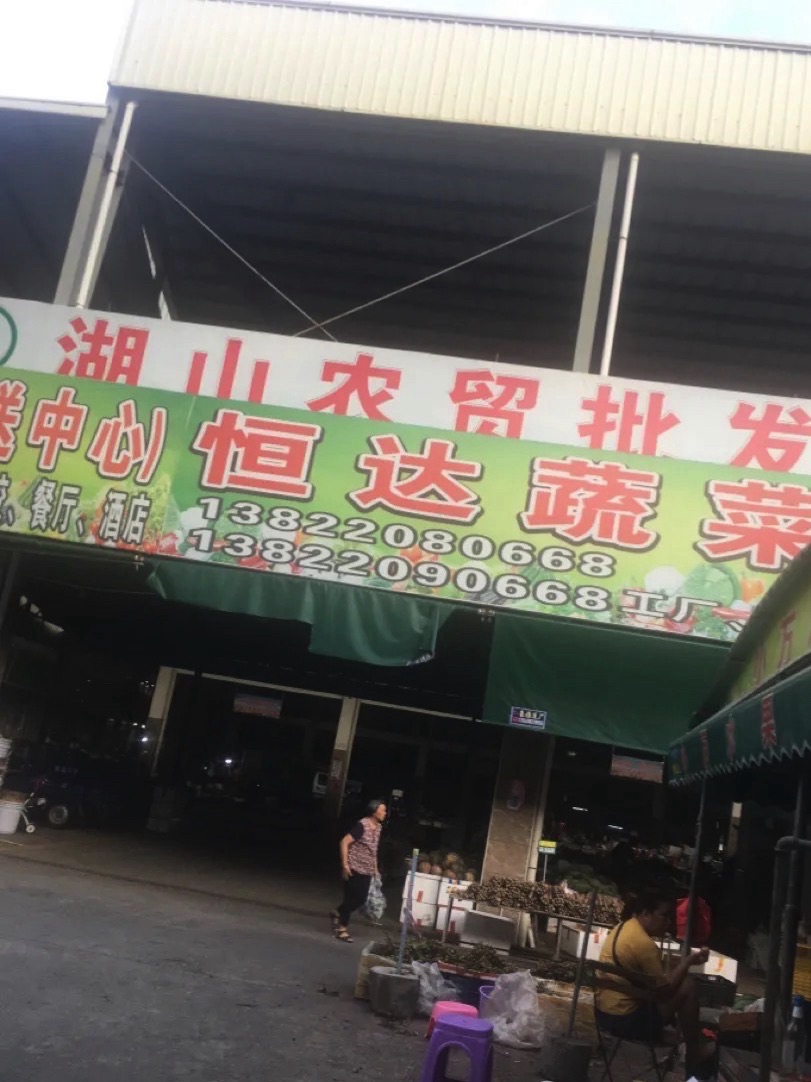 湖山农贸批发
送中心)
恒达蔬菜
、餐厅、酒店
13822080668
13822090668
工厂、